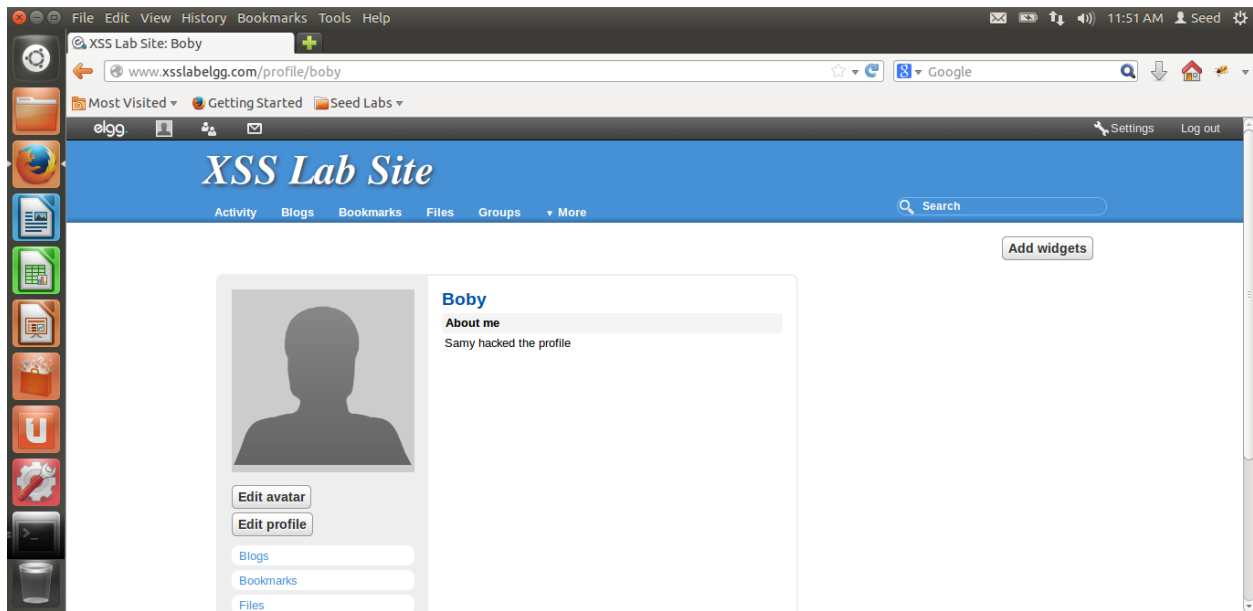 File Edit View History Bookmarks Tools Help 11:51 AM Seed
XSS Lab Site: Boby
www.xsslabelgg.com/profile/boby Google
Most Visited Getting Started Seed Labs
elgg. Settings Log out
XSS Lab Site
Activity Blogs Bookmarks Files Groups More Search
Add widgets
Boby
About me
Samy hacked the profile
Edit avatar
Edit profile
Blogs
Bookmarks
Files